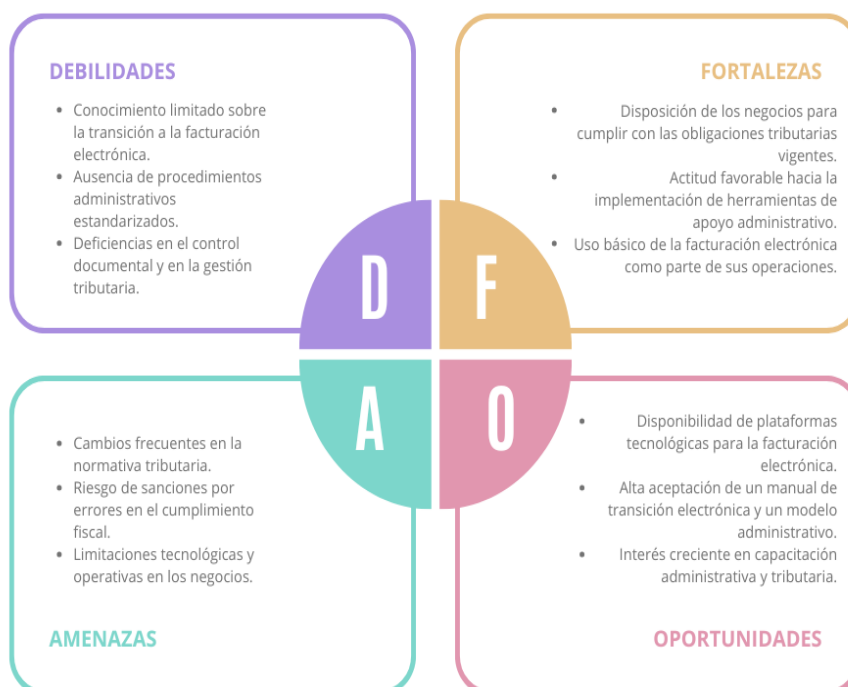 DEBILIDADES
• Conocimiento limitado sobre
la transición a la facturación
electrónica.
• Ausencia de procedimientos
administrativos
estandarizados.
• Deficiencias en el control
documental y en la gestión
tributaria.
FORTALEZAS
• Disposición de los negocios para
cumplir con las obligaciones tributarias
vigentes.
• Actitud favorable hacia la
implementación de herramientas de
apoyo administrativo.
• Uso básico de la facturación electrónica
como parte de sus operaciones.
D
F
A
O
• Cambios frecuentes en la
normativa tributaria.
• Riesgo de sanciones por
errores en el cumplimiento
fiscal.
• Limitaciones tecnológicas y
operativas en los negocios.
AMENAZAS
• Disponibilidad de plataformas
tecnológicas para la facturación
electrónica.
• Alta aceptación de un manual de
transición electrónica y un modelo
administrativo.
• Interés creciente en capacitación
administrativa y tributaria.
OPORTUNIDADES